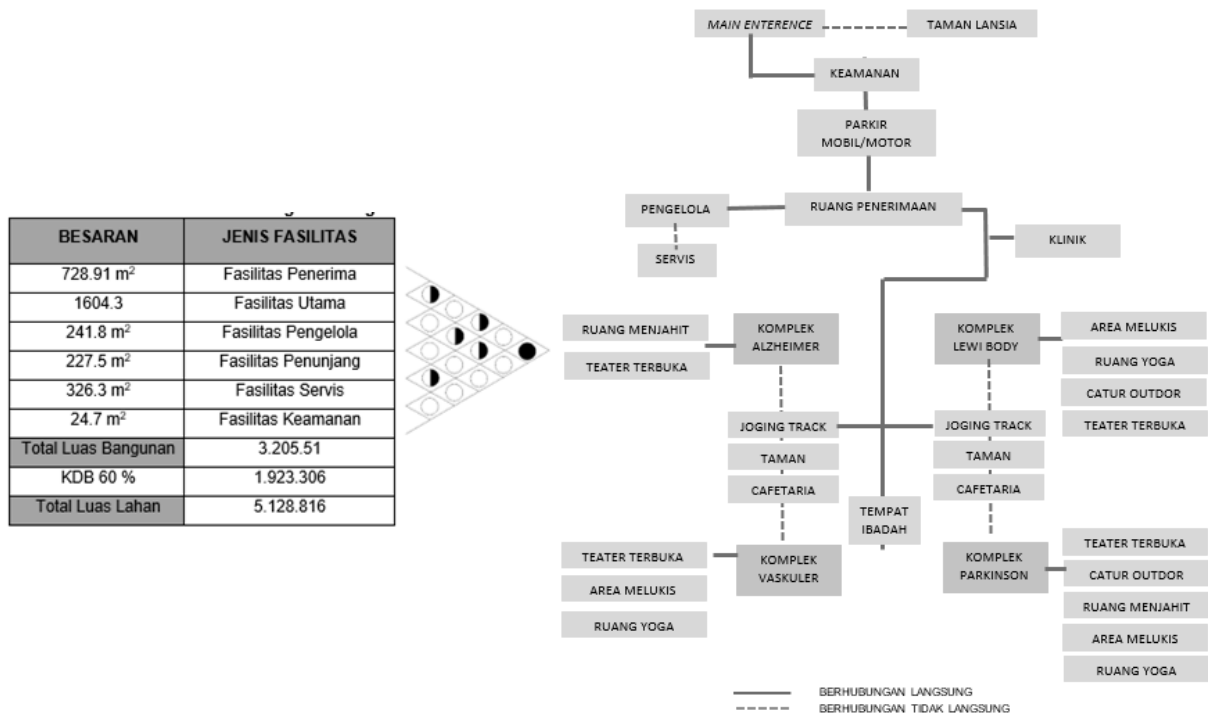 BESARAN JENIS FASILITAS
728.91 m² Fasilitas Penerima
1604.3 Fasilitas Utama
241.8 m² Fasilitas Pengelola
227.5 m² Fasilitas Penunjang
326.3 m² Fasilitas Servis
24.7 m² Fasilitas Keamanan
Total Luas Bangunan 3.205.51
KDB 60 % 1.923.306
Total Luas Lahan 5.128.816
MAIN ENTERENCE
TAMAN LANSIA
KEAMANAN
PARKIR
MOBIL/MOTOR
PENGELOLA
RUANG PENERIMAAN
SERVIS
KLINIK
RUANG MENJAHIT
TEATER TERBUKA
KOMPLEK
ALZHEIMER
KOMPLEK
LEWI BODY
AREA MELUKIS
RUANG YOGA
CATUR OUTDOOR
TEATER TERBUKA
JOGING TRACK
TAMAN
CAFETARIA
JOGING TRACK
TAMAN
CAFETARIA
TEMPAT
IBADAH
TEATER TERBUKA
AREA MELUKIS
RUANG YOGA
KOMPLEK
VASKULER
KOMPLEK
PARKINSON
TEATER TERBUKA
CATUR OUTDOOR
RUANG MENJAHIT
AREA MELUKIS
RUANG YOGA
BERHUBUNGAN LANGSUNG
BERHUBUNGAN TIDAK LANGSUNG